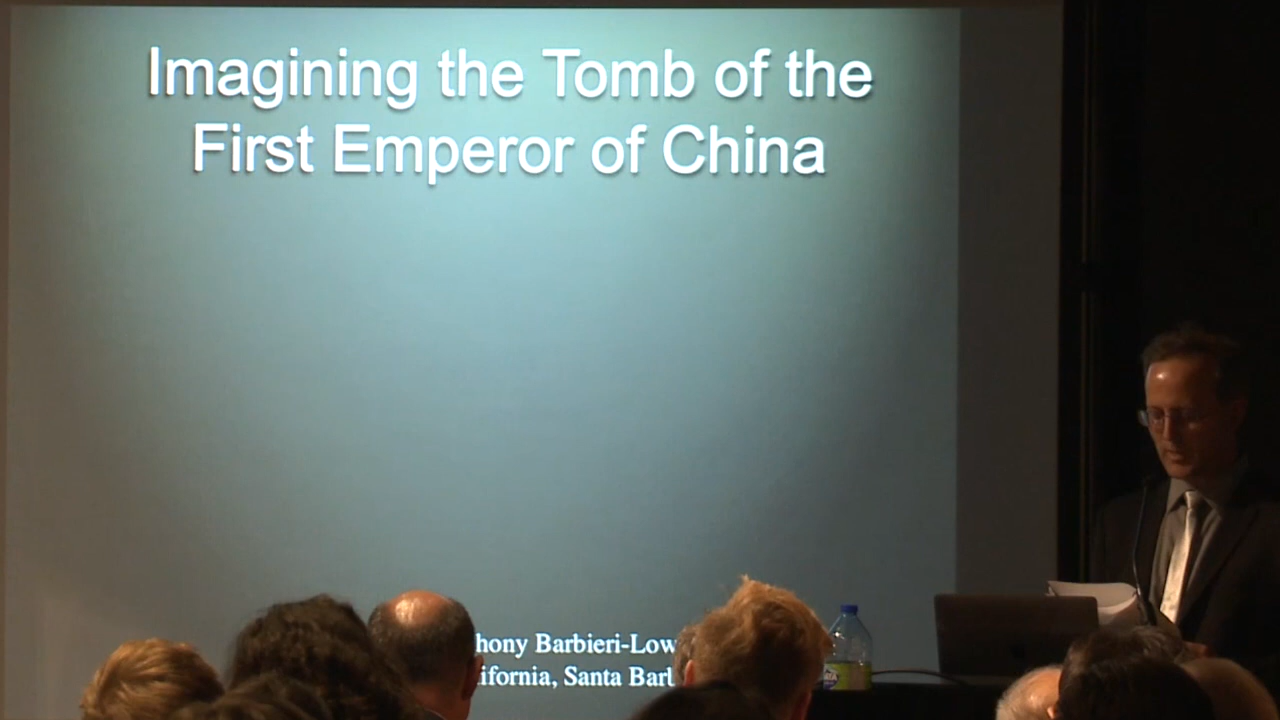 Imagining the Tomb of the
First Emperor of China
hony Barbieri-Low
ifornia, Santa Barb